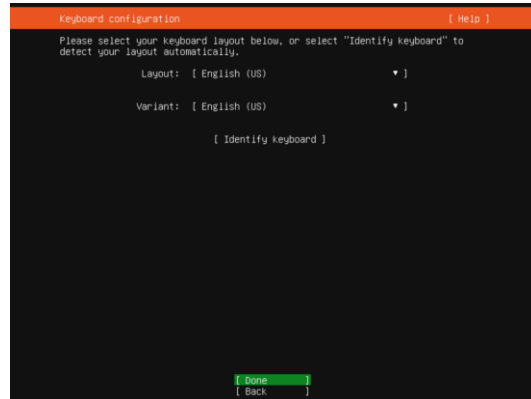 Keyboard configuration [ Help ]
Please select your keyboard layout below, or select "Identify keyboard" to
detect your layout automatically.
Layout: [ English (US) ▾ ]
Variant: [ English (US) ▾ ]
[ Identify keyboard ]
[ Done ]
[ Back ]